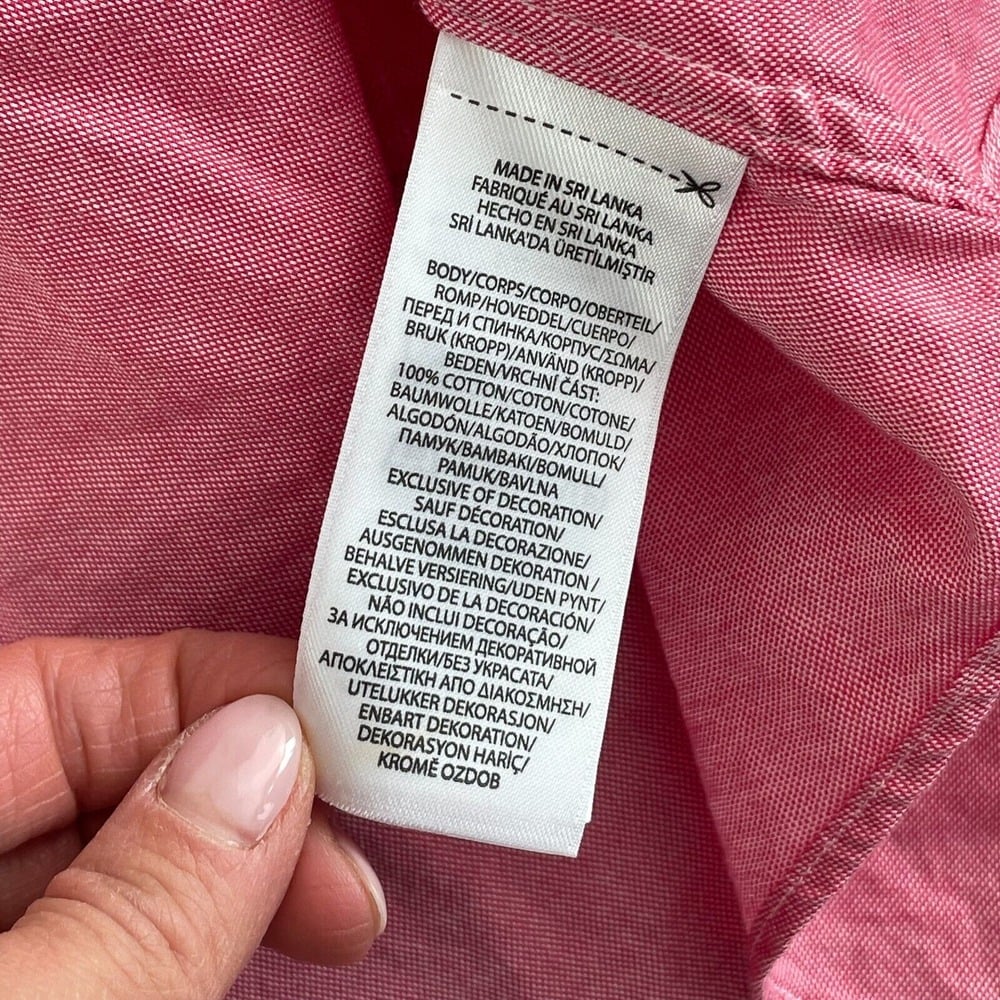 MADE IN SRI LANKA
FABRIQUÉ AU SRI LANKA
HECHO EN SRI LANKA
SRİ LANKA'DA ÜRETİLMİŞTİR
BODY/CORPS/CORPO/OBERTEIL/
ROMP/HOVEDDEL/CUERPO/
ПЕРЕД И СПИНКА/КОРПУС/ΣΩΜΑ/
BRUK (KROPP)/ANVÄND (KROPP)/
BEDEN/VRCHNÍ ČÁST:
100% COTTON/COTON/COTONE/
BAUMWOLLE/KATOEN/BOMULD/
ALGODÓN/ALGODÃO/ХЛОПОК/
ПАМУК/ΒΑΜΒΑΚΙ/BOMULL/
PAMUK/BAVLNA
EXCLUSIVE OF DECORATION/
SAUF DÉCORATION/
ESCLUSA LA DECORAZIONE/
AUSGENOMMEN DEKORATION /
BEHALVE VERSIERING/UDEN PYNT/
EXCLUSIVO DE LA DECORACIÓN/
NÃO INCLUI DECORAÇÃO/
ЗА ИСКЛЮЧЕНИЕМ ДЕКОРАТИВНОЙ
ОТДЕЛКИ/БЕЗ УКРАСАТА/
ΑΠΟΚΛΕΙΣΤΙΚΗ ΑΠΟ ΔΙΑΚΟΣΜΗΣΗ/
UTELUKKER DEKORASJON/
ENBART DEKORATION/
DEKORASYON HARİÇ/
KROMĚ OZDOB